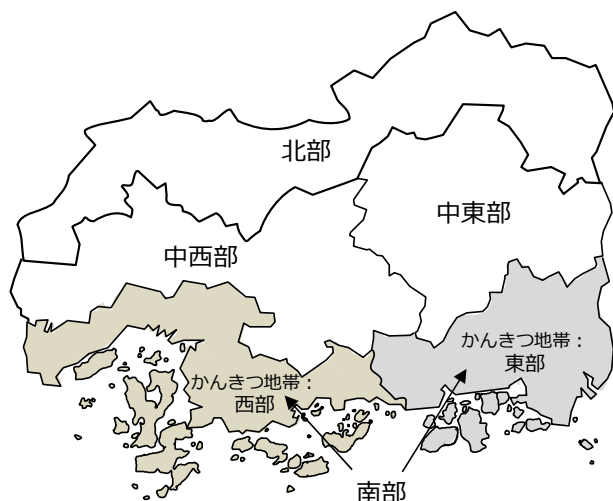 北部
中東部
中西部
かんきつ地帯：
東部
かんきつ地帯：
西部
南部